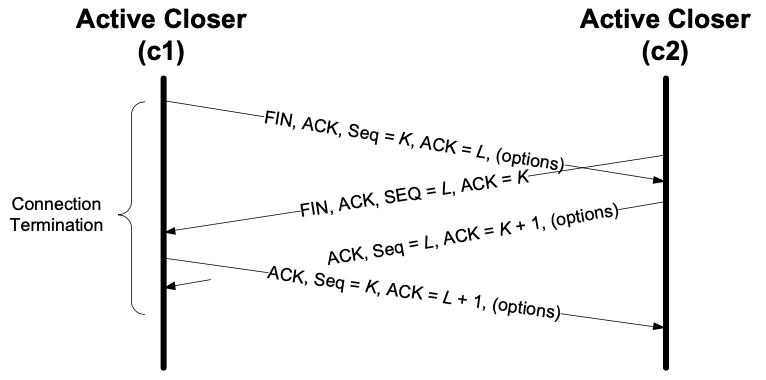 Active Closer
(c1)
Active Closer
(c2)
FIN, ACK, Seq = K, ACK = L, (options)
FIN, ACK, SEQ = L, ACK = K
Connection
Termination
ACK, Seq = L, ACK = K + 1, (options)
ACK, Seq = K, ACK = L + 1, (options)